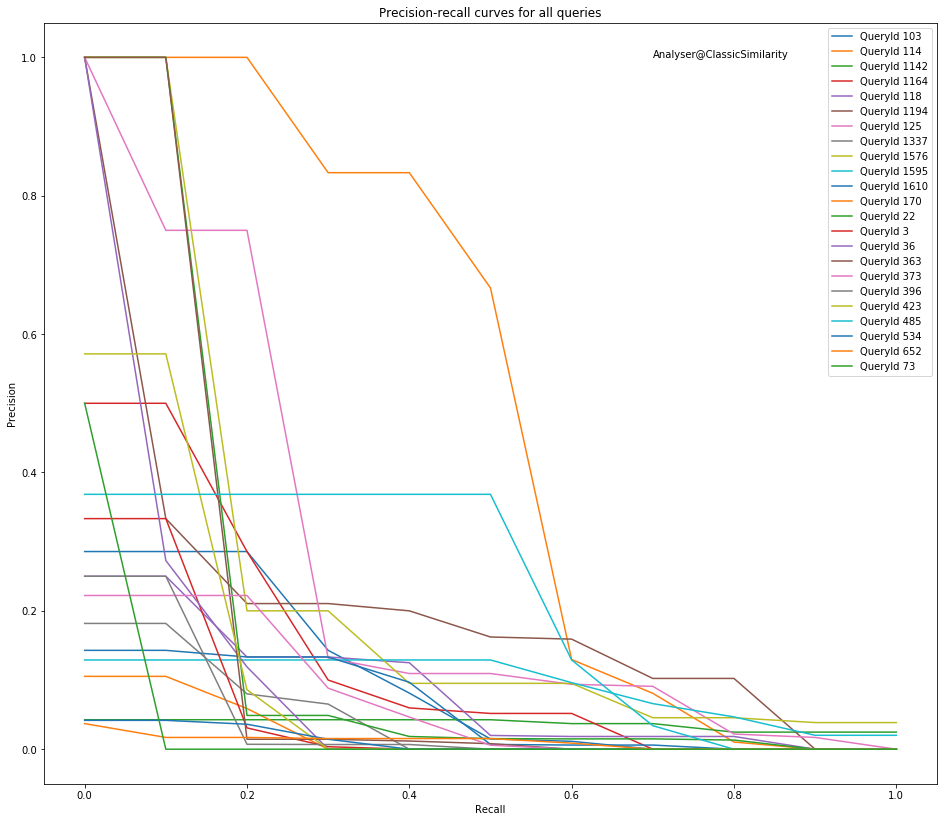 Precision-recall curves for all queries
Analyser@ClassicSimilarity
QueryId 103
QueryId 114
QueryId 1142
QueryId 1164
QueryId 118
QueryId 1194
QueryId 125
QueryId 1337
QueryId 1576
QueryId 1595
QueryId 1610
QueryId 170
QueryId 22
QueryId 3
QueryId 36
QueryId 363
QueryId 373
QueryId 396
QueryId 423
QueryId 485
QueryId 534
QueryId 652
QueryId 73
Precision
1.0
0.8
0.6
0.4
0.2
0.0
0.0 0.2 0.4 0.6 0.8 1.0
Recall